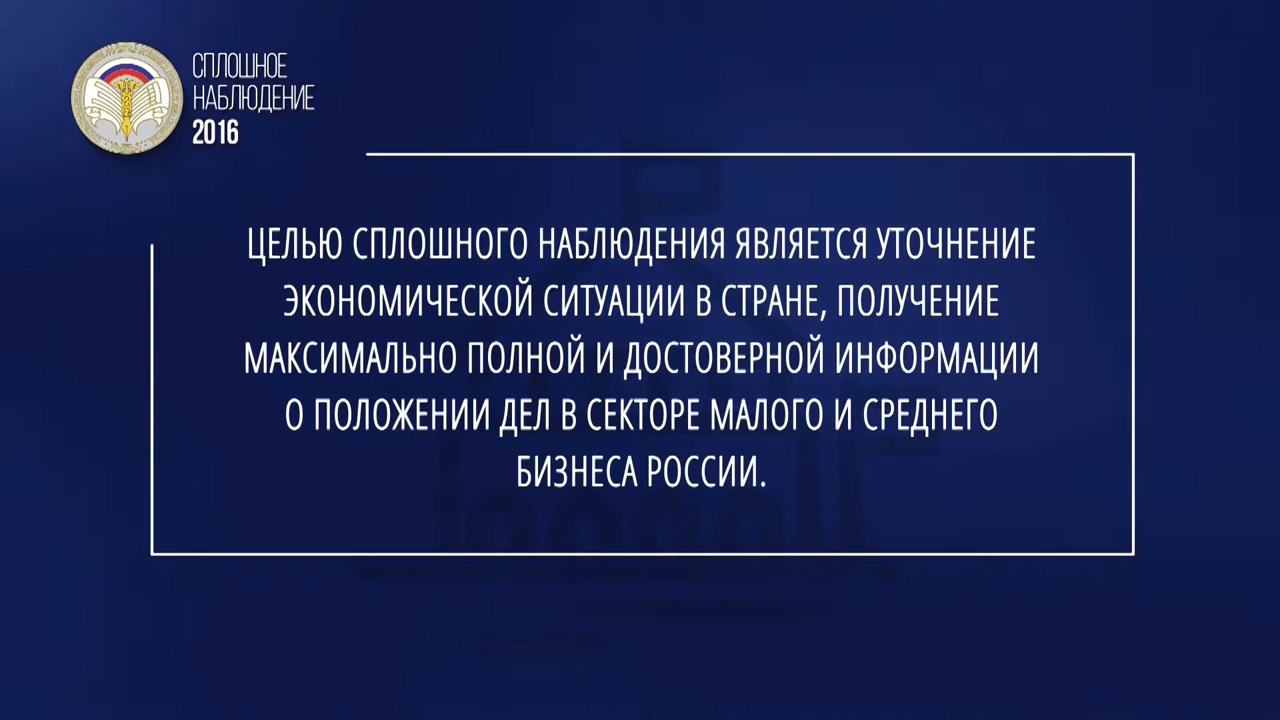 СПЛОШНОЕ
НАБЛЮДЕНИЕ
2016
ЦЕЛЬЮ СПЛОШНОГО НАБЛЮДЕНИЯ ЯВЛЯЕТСЯ УТОЧНЕНИЕ
ЭКОНОМИЧЕСКОЙ СИТУАЦИИ В СТРАНЕ, ПОЛУЧЕНИЕ
МАКСИМАЛЬНО ПОЛНОЙ И ДОСТОВЕРНОЙ ИНФОРМАЦИИ
О ПОЛОЖЕНИИ ДЕЛ В СЕКТОРЕ МАЛОГО И СРЕДНЕГО
БИЗНЕСА РОССИИ.